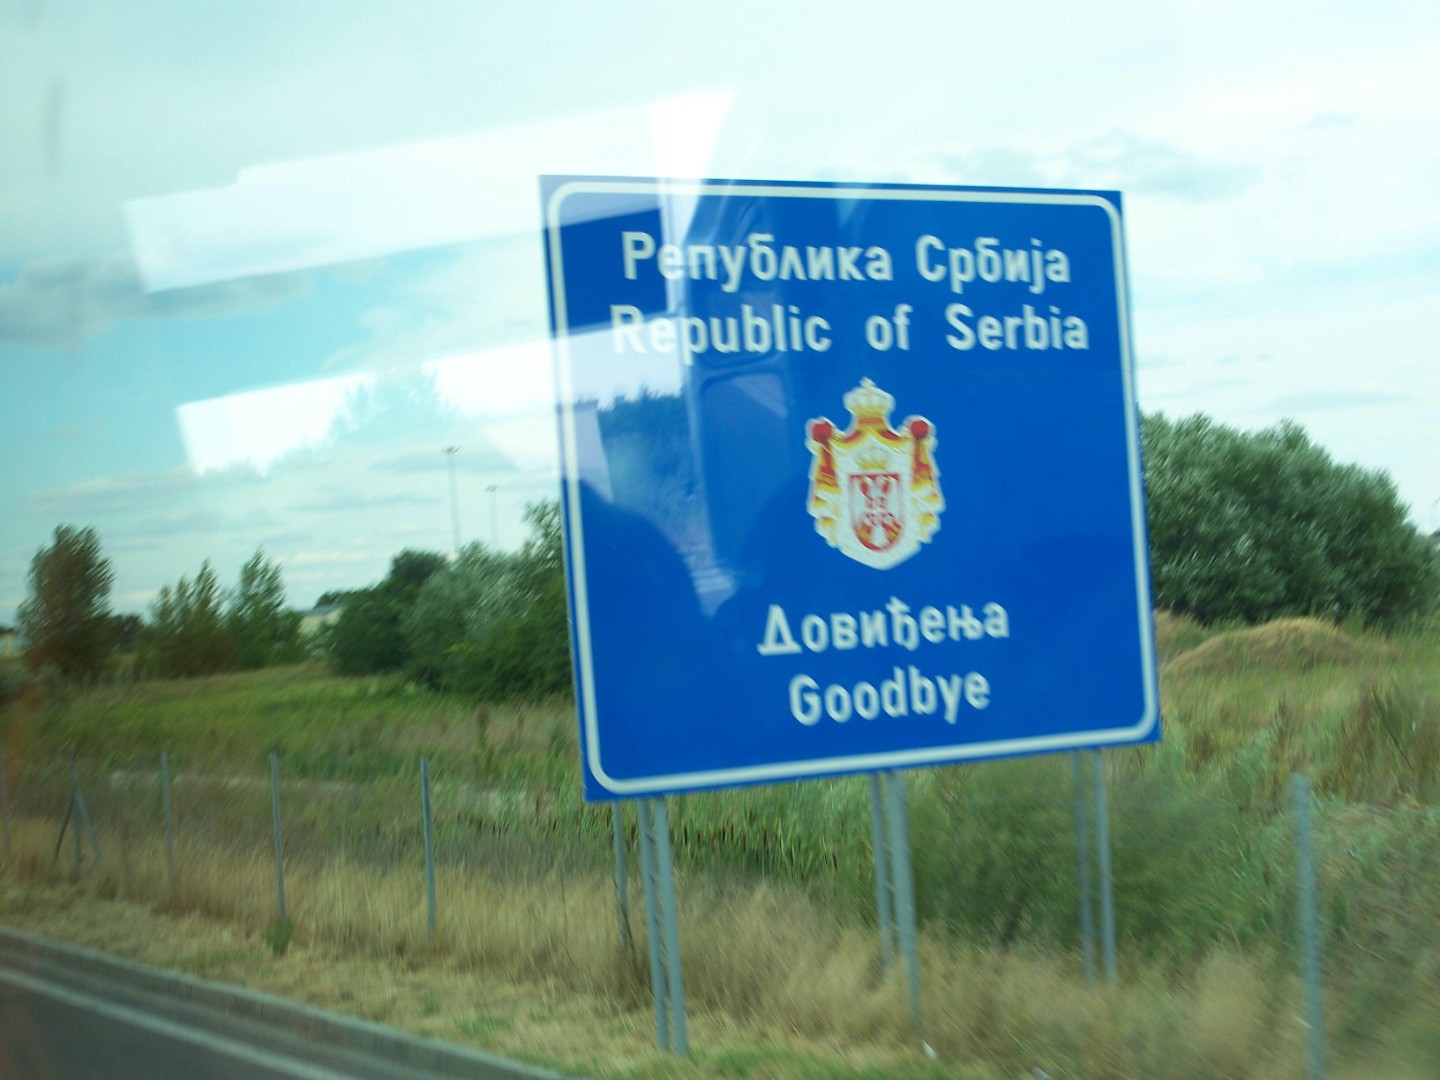 Република Србија
Republic of Serbia
Довиђења
Goodbye